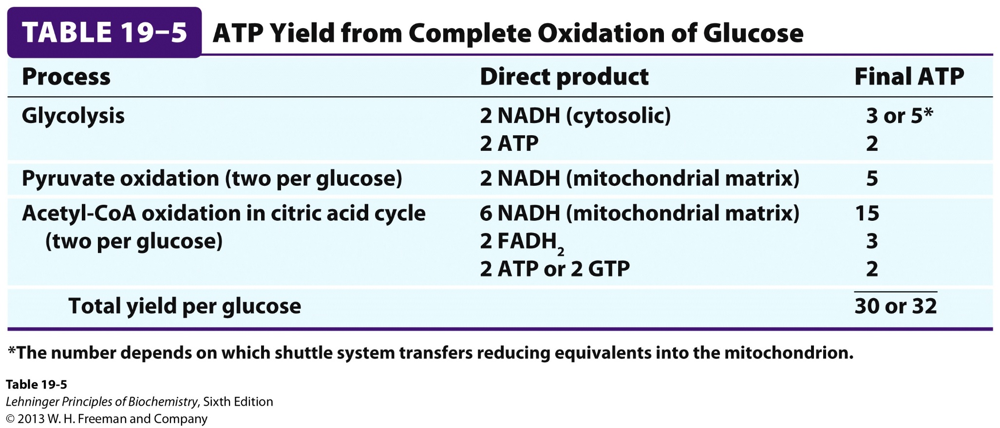 TABLE 19–5 ATP Yield from Complete Oxidation of Glucose
Process Direct product Final ATP
Glycolysis 2 NADH (cytosolic) 3 or 5*
2 ATP 2
Pyruvate oxidation (two per glucose) 2 NADH (mitochondrial matrix) 5
Acetyl-CoA oxidation in citric acid cycle 6 NADH (mitochondrial matrix) 15
(two per glucose) 2 FADH₂ 3
2 ATP or 2 GTP 2
Total yield per glucose 30 or 32
*The number depends on which shuttle system transfers reducing equivalents into the mitochondrion.
Table 19-5
Lehninger Principles of Biochemistry, Sixth Edition
© 2013 W. H. Freeman and Company